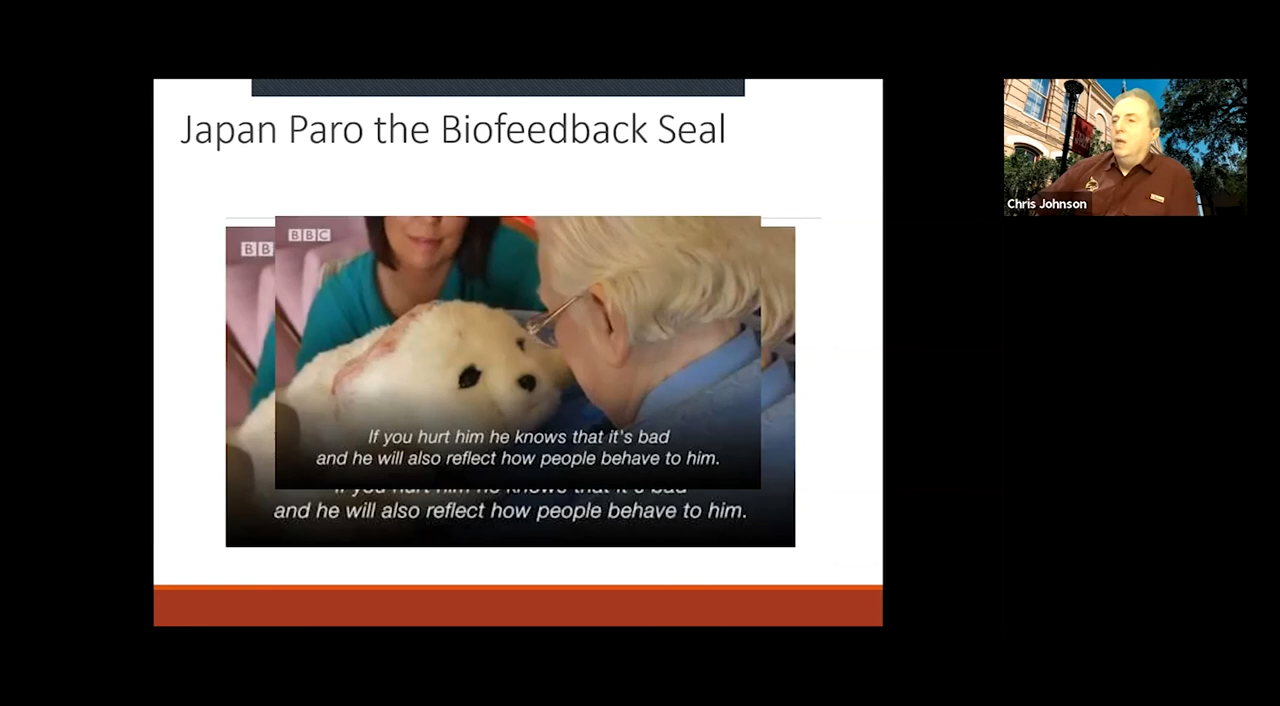 Japan Paro the Biofeedback Seal
BBC
BB
If you hurt him he knows that it's bad
and he will also reflect how people behave to him.
If you hurt him he knows that it's bad
and he will also reflect how people behave to him.
Chris Johnson